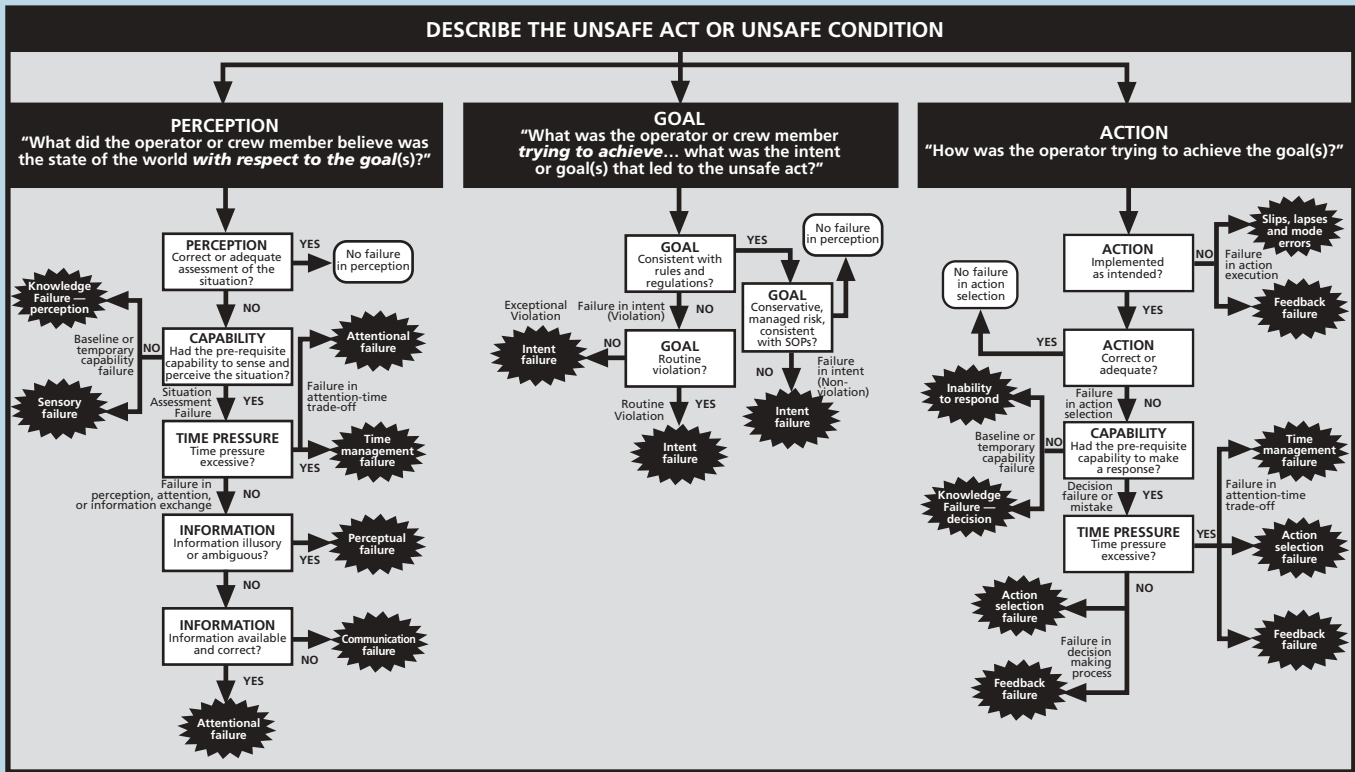 DESCRIBE THE UNSAFE ACT OR UNSAFE CONDITION
PERCEPTION
“What did the operator or crew member believe was
the state of the world with respect to the goal(s)?”
PERCEPTION
Correct or adequate
assessment of the
situation?
YES
No failure
in perception
NO
Knowledge
Failure —
perception
Baseline or
temporary
capability
failure
NO
Sensory
failure
CAPABILITY
Had the pre-requisite
capability to sense and
perceive the situation?
Situation
Assessment
Failure
YES
Attentional
failure
Failure in
attention-time
trade-off
TIME PRESSURE
Time pressure
excessive?
YES
Time
management
failure
Failure in
perception, attention,
or information exchange
NO
INFORMATION
Information illusory
or ambiguous?
YES
Perceptual
failure
NO
INFORMATION
Information available
and correct?
NO
Communication
failure
YES
Attentional
failure
GOAL
“What was the operator or crew member
trying to achieve... what was the intent
or goal(s) that led to the unsafe act?”
GOAL
Consistent with
rules and
regulations?
YES
No failure
in perception
GOAL
Conservative,
managed risk,
consistent
with SOPs?
Failure in intent
(Violation)
NO
Exceptional
Violation
NO
Intent
failure
GOAL
Routine
violation?
Routine
Violation
YES
Intent
failure
NO
Failure
in intent
(Non-
violation)
Intent
failure
ACTION
“How was the operator trying to achieve the goal(s)?”
ACTION
Implemented
as intended?
NO
Failure
in action
execution
Slips, lapses
and mode
errors
Feedback
failure
YES
No failure
in action
selection
YES
ACTION
Correct or
adequate?
Failure
in action
selection
NO
Inability
to respond
Baseline or
temporary
capability
failure
NO
Knowledge
Failure —
decision
CAPABILITY
Had the pre-requisite
capability to make
a response?
Decision
failure or
mistake
YES
TIME PRESSURE
Time pressure
excessive?
YES
Time
management
failure
Failure in
attention-time
trade-off
Action
selection
failure
Feedback
failure
NO
Action
selection
failure
Failure in
decision
making
process
Feedback
failure